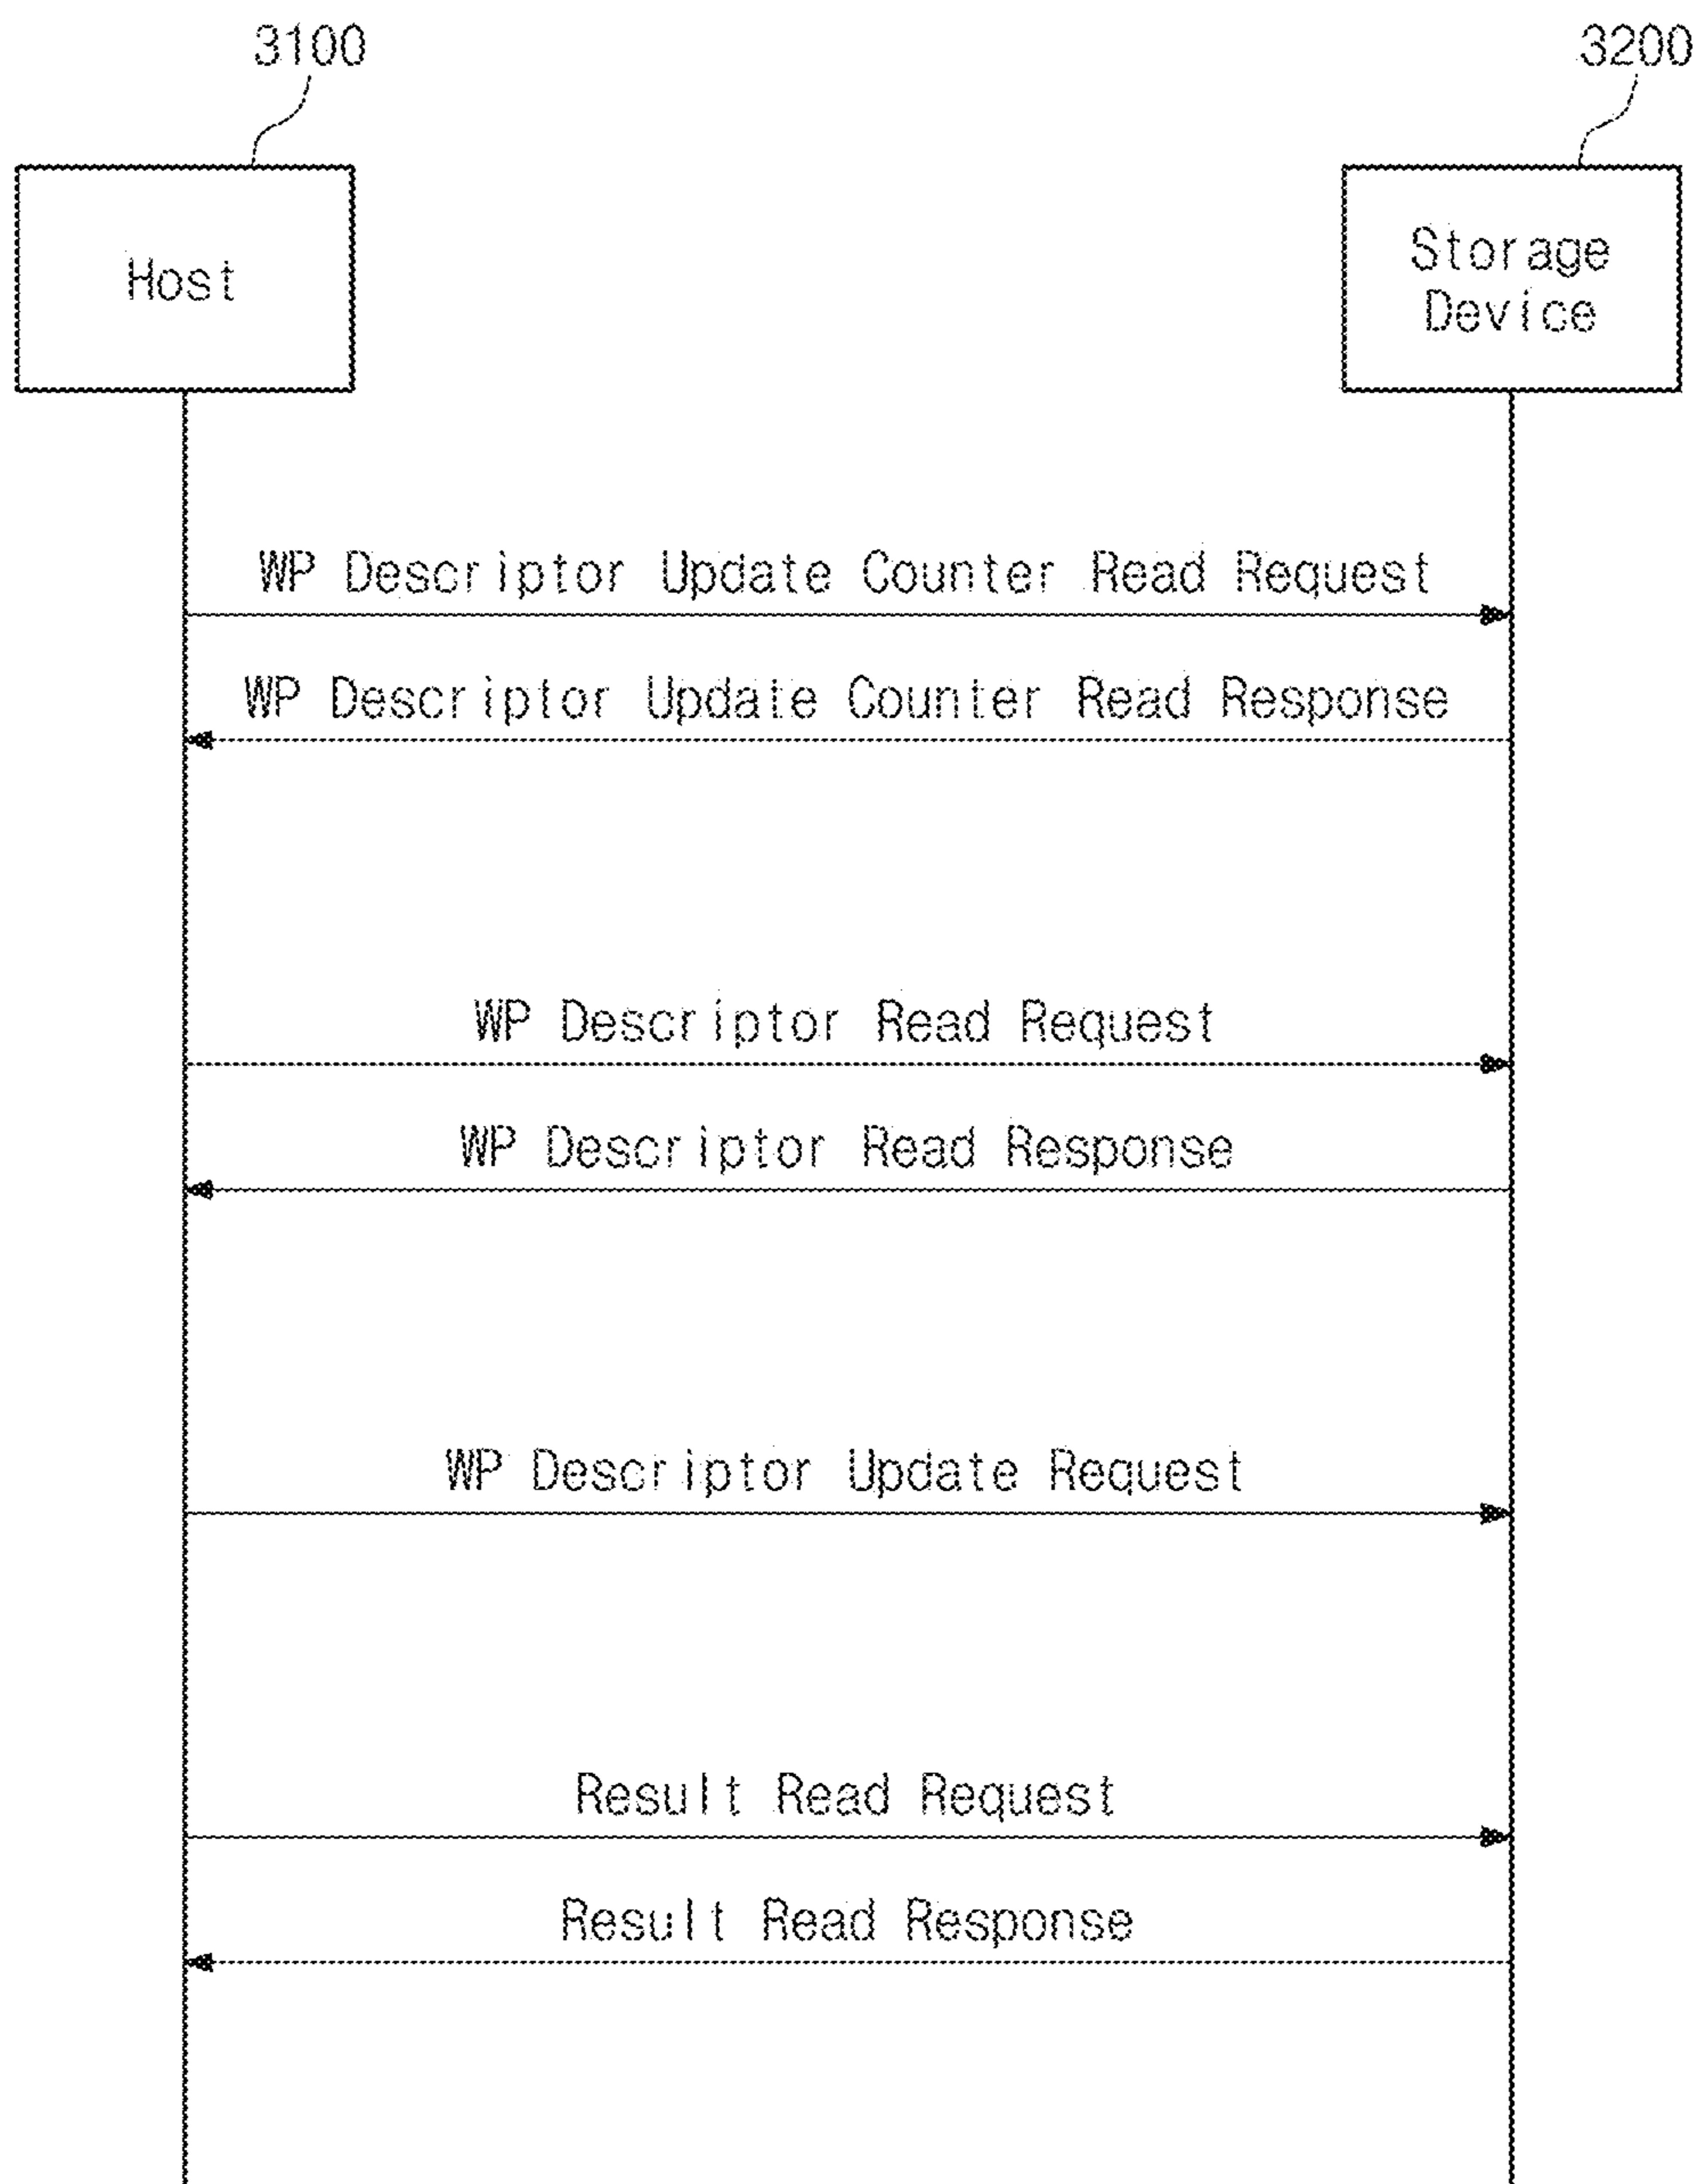 3100
3200
Host
Storage
Device
WP Descriptor Update Counter Read Request
WP Descriptor Update Counter Read Response
WP Descriptor Read Request
WP Descriptor Read Response
WP Descriptor Update Request
Result Read Request
Result Read Response